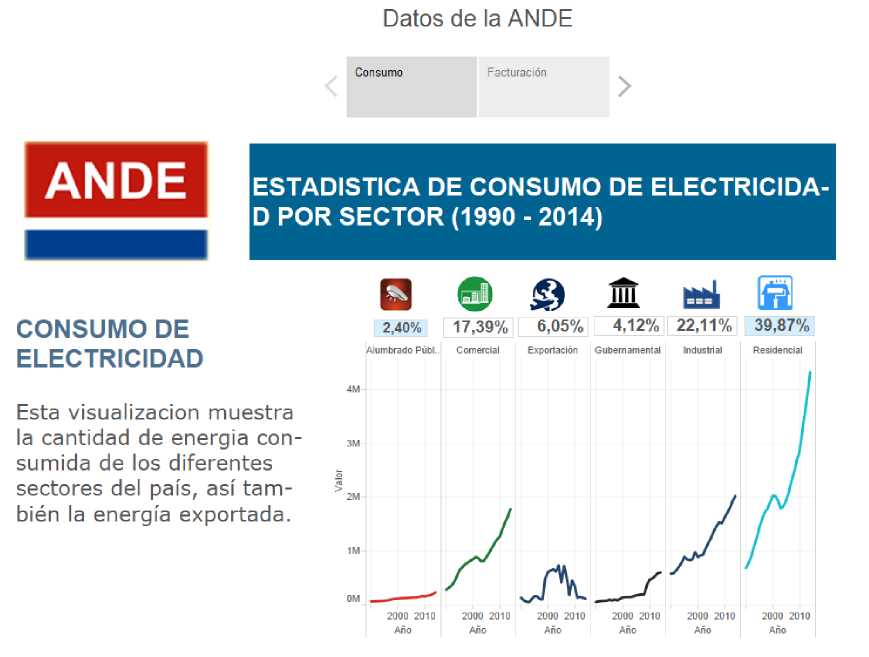 Datos de la ANDE
Consumo
Facturación
ANDE
ESTADISTICA DE CONSUMO DE ELECTRICIDA-
D POR SECTOR (1990 - 2014)
CONSUMO DE
ELECTRICIDAD
Esta visualizacion muestra
la cantidad de energia con-
sumida de los diferentes
sectores del país, así tam-
bién la energía exportada.
2,40% 17,39% 6,05% 4,12% 22,11% 39,87%
Alumbrado Públ.. Comercial Exportación Gubernamental Industrial Residencial
4M
3M
2M
1M
0M
Valor
2000 2010 2000 2010 2000 2010 2000 2010 2000 2010 2000 2010
Año Año Año Año Año Año